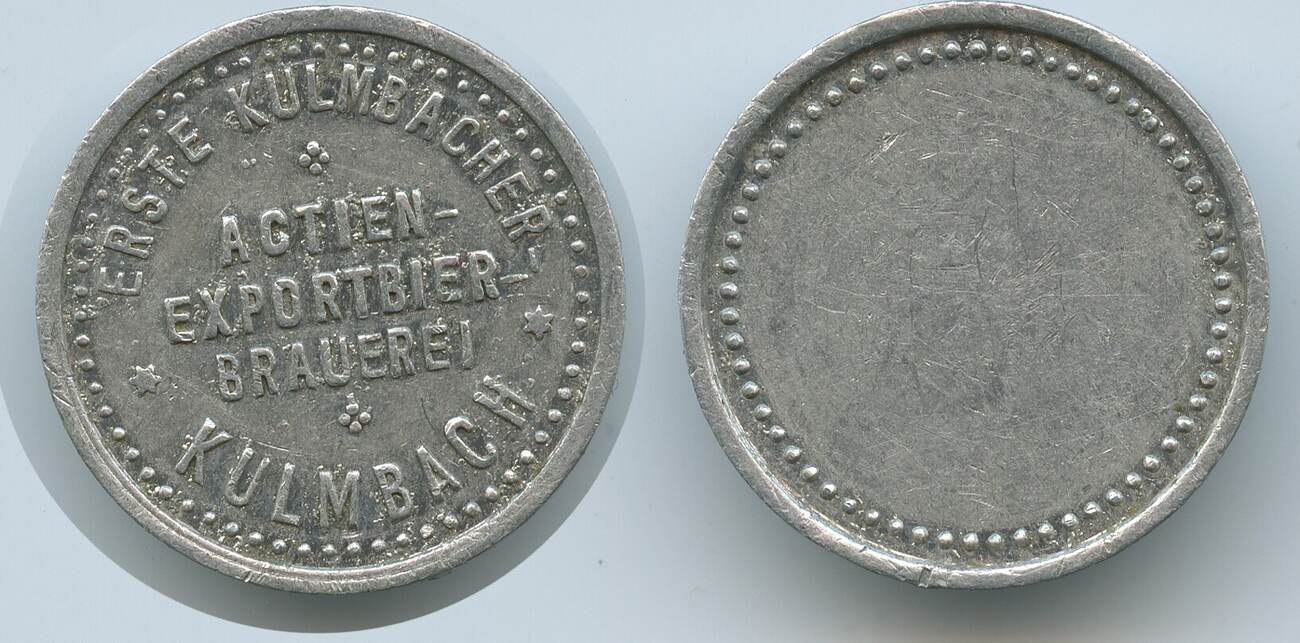 ERSTE KULMBACHER-
ACTIEN-
EXPORTBIER-
BRAUEREI
KULMBACH